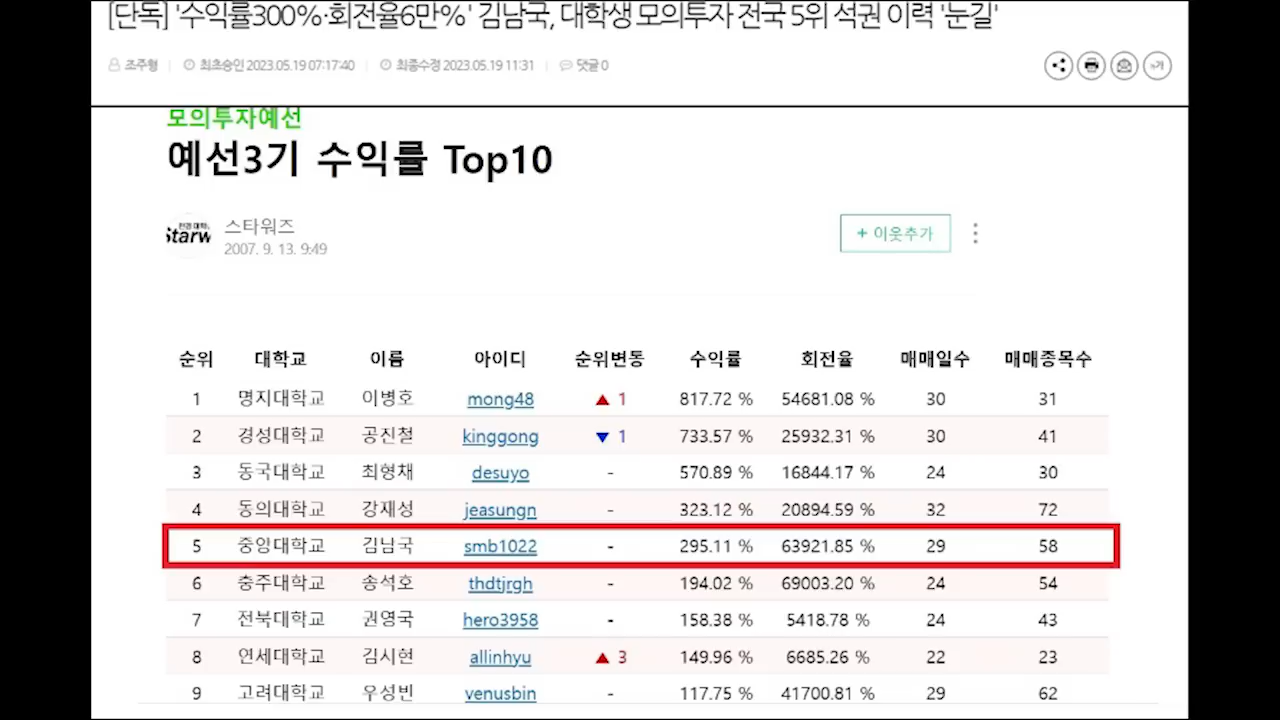 [단독] '수익률300%·회전율6만%' 김남국, 대학생 모의투자 전국 5위 석권 이력 '눈길'
조주형 | 최초승인 2023.05.19 07:17:40 | 최종수정 2023.05.19 11:31 | 댓글 0
모의투자예선
예선3기 수익률 Top10
스타워즈
2007. 9. 13. 9:49
+ 이웃추가
순위 대학교 이름 아이디 순위변동 수익률 회전율 매매일수 매매종목수
1 명지대학교 이병호 mong48 ▲ 1 817.72 % 54681.08 % 30 31
2 경성대학교 공진철 kinggong ▼ 1 733.57 % 25932.31 % 30 41
3 동국대학교 최형채 desuyo - 570.89 % 16844.17 % 24 30
4 동의대학교 강재성 jeasungn - 323.12 % 20894.59 % 32 72
5 중앙대학교 김남국 smb1022 - 295.11 % 63921.85 % 29 58
6 충주대학교 송석호 thdtjrgh - 194.02 % 69003.20 % 24 54
7 전북대학교 권영국 hero3958 - 158.38 % 5418.78 % 24 43
8 연세대학교 김시현 allinhyu ▲ 3 149.96 % 6685.26 % 22 23
9 고려대학교 우성빈 venusbin - 117.75 % 41700.81 % 29 62